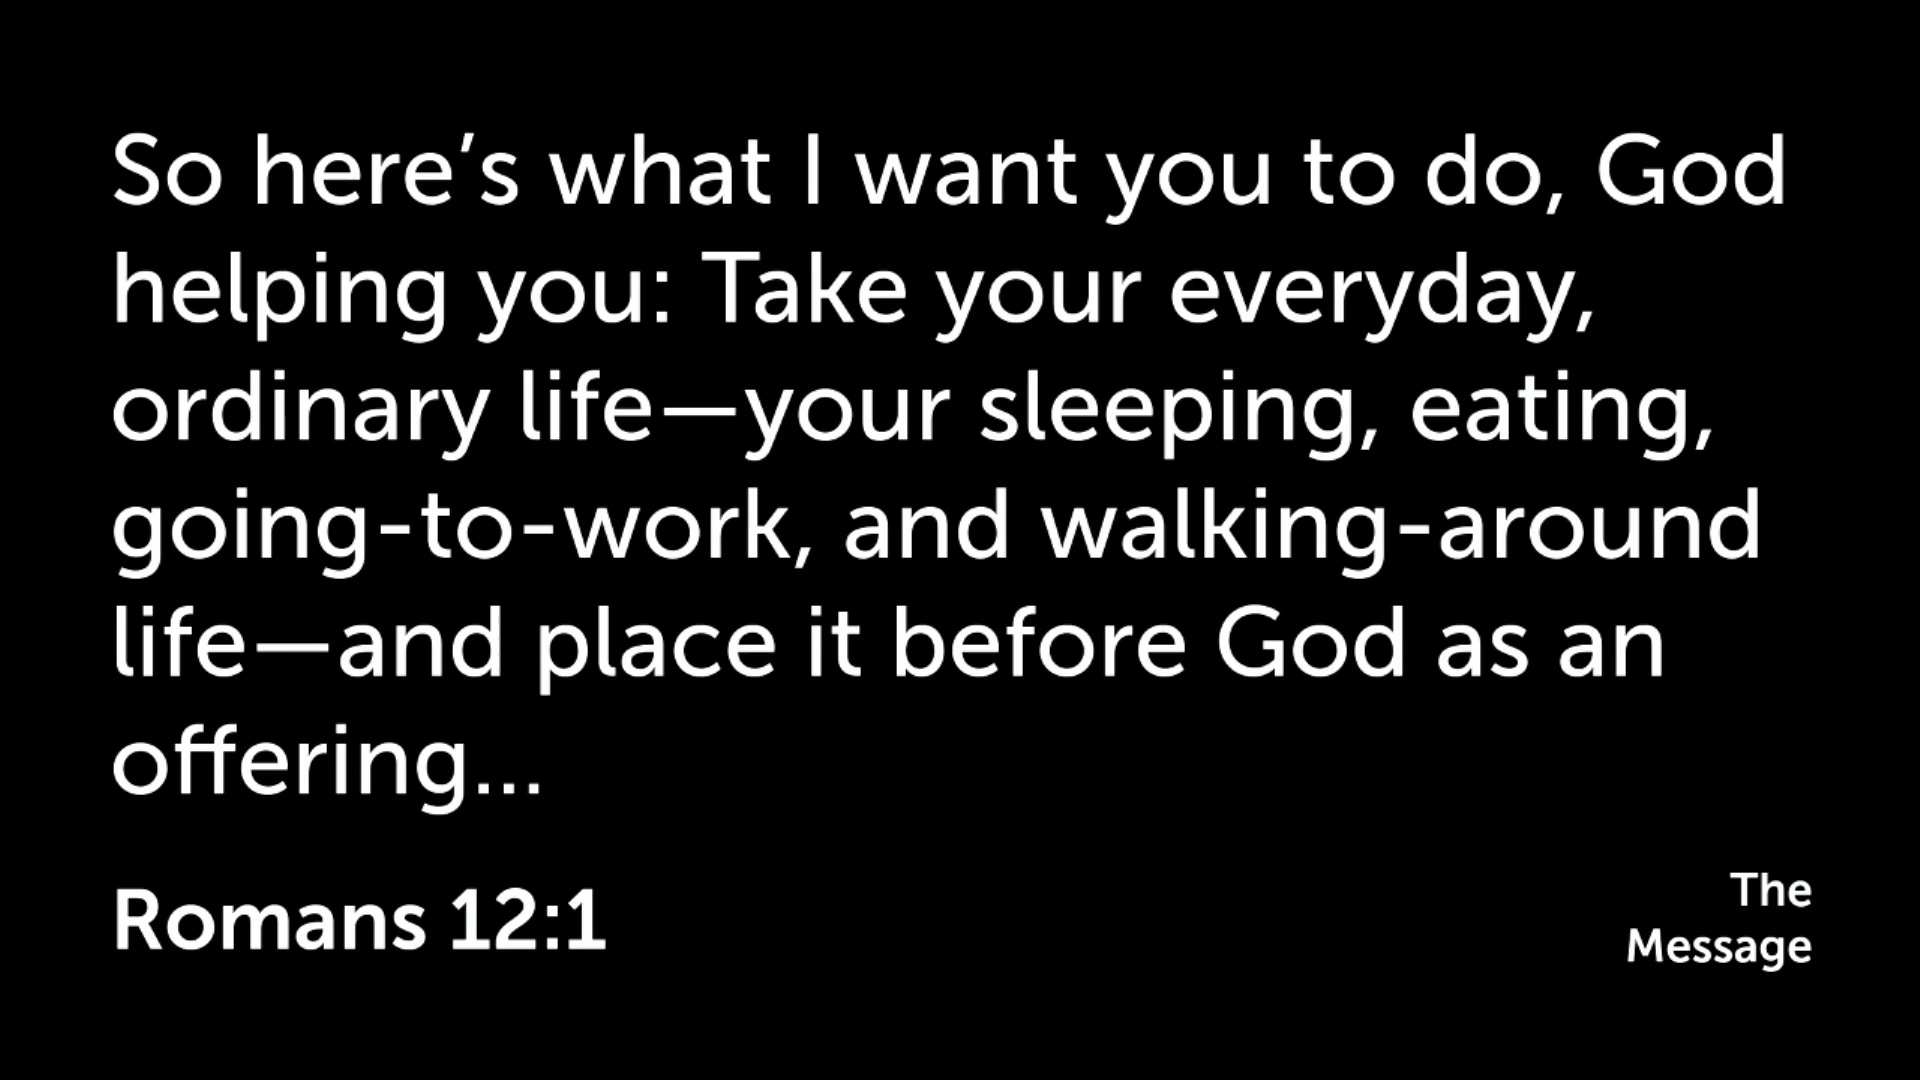 So here’s what I want you to do, God
helping you: Take your everyday,
ordinary life—your sleeping, eating,
going-to-work, and walking-around
life—and place it before God as an
offering...
Romans 12:1
The
Message